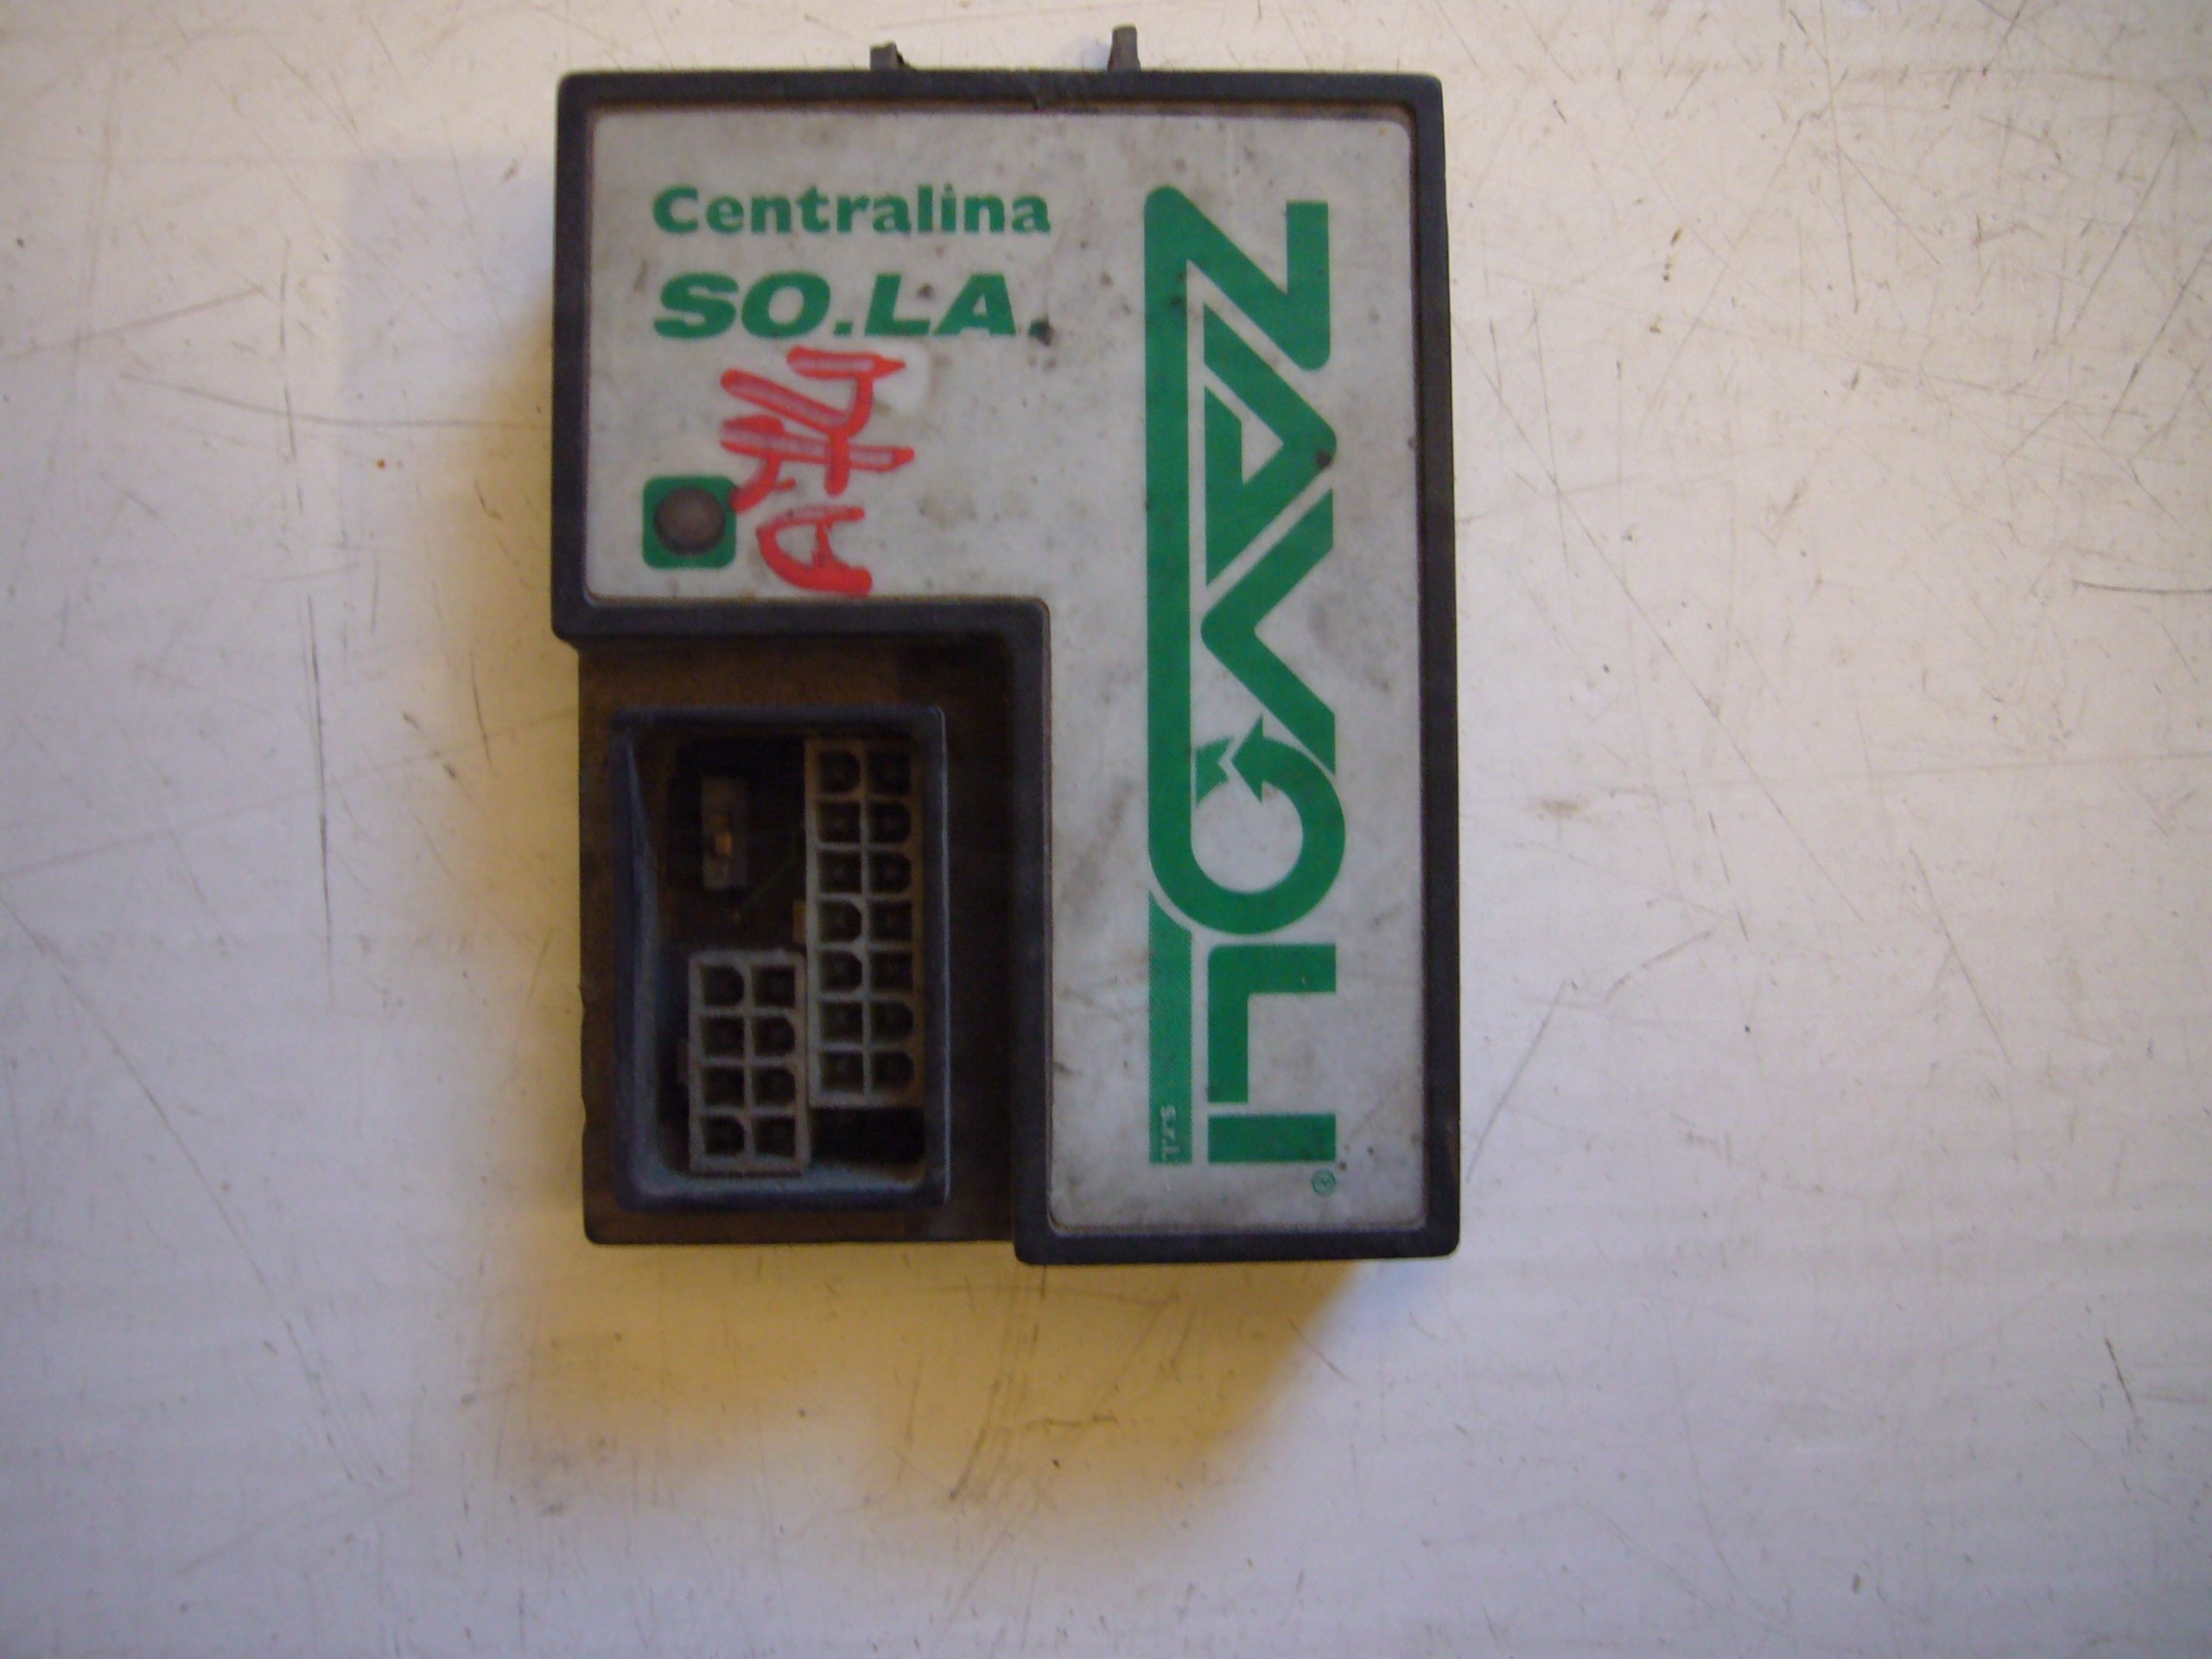 Centralina
SO.LA.
ZAVOLI
s.r.l.
®